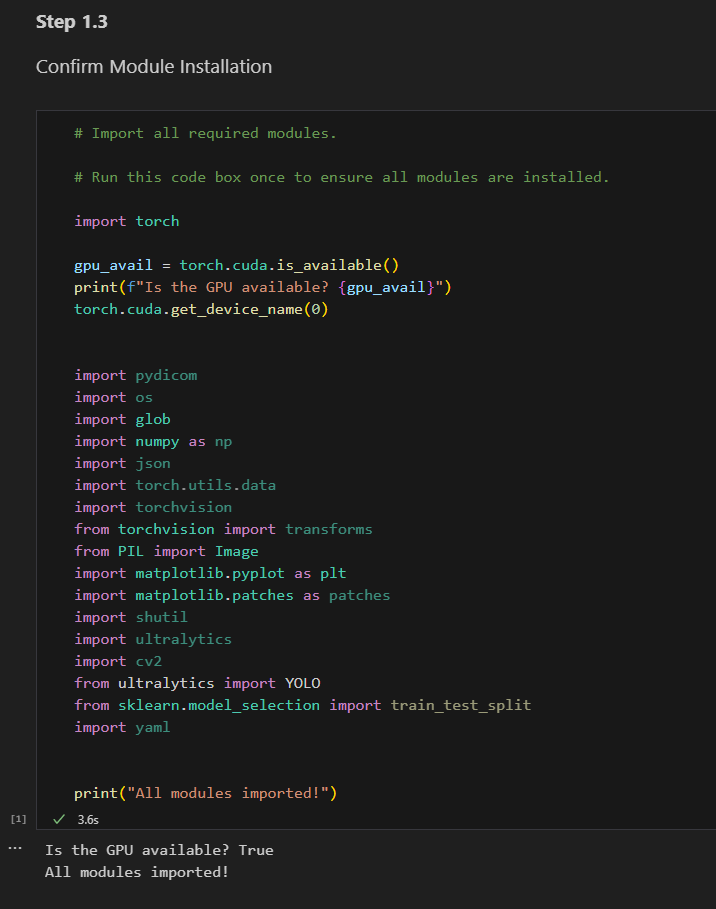 Step 1.3
Confirm Module Installation
# Import all required modules.
# Run this code box once to ensure all modules are installed.
import torch
gpu_avail = torch.cuda.is_available()
print(f"Is the GPU available? {gpu_avail}")
torch.cuda.get_device_name(0)
import pydicom
import os
import glob
import numpy as np
import json
import torch.utils.data
import torchvision
from torchvision import transforms
from PIL import Image
import matplotlib.pyplot as plt
import matplotlib.patches as patches
import shutil
import ultralytics
import cv2
from ultralytics import YOLO
from sklearn.model_selection import train_test_split
import yaml
print("All modules imported!")
[1] ✓ 3.6s
... Is the GPU available? True
All modules imported!